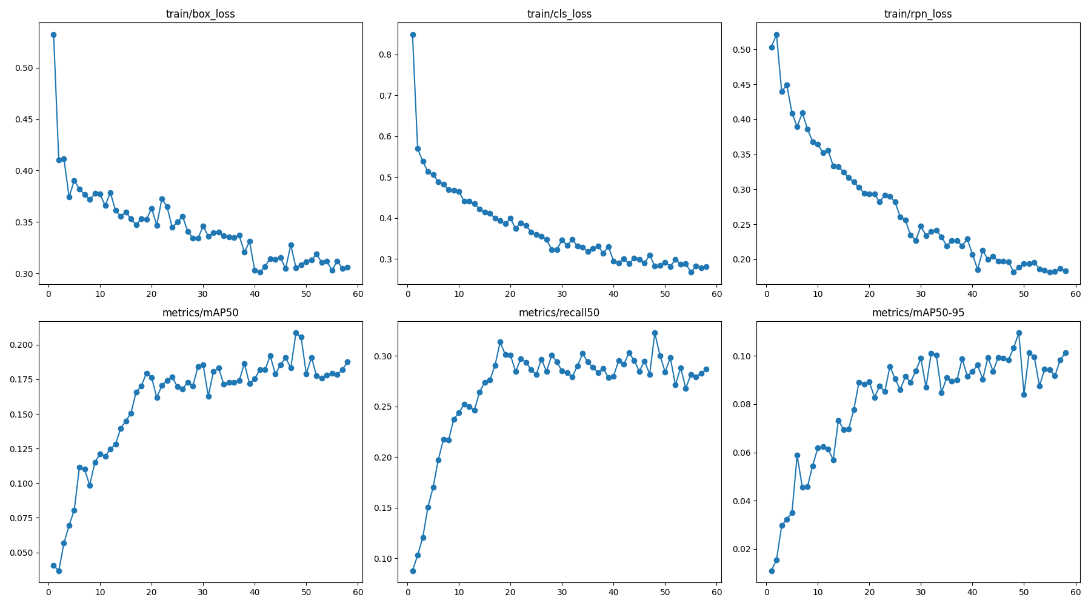 train/box_loss
train/cls_loss
train/rpn_loss
0.50
0.45
0.40
0.35
0.30
0 10 20 30 40 50 60
0.8
0.7
0.6
0.5
0.4
0.3
0 10 20 30 40 50 60
0.50
0.45
0.40
0.35
0.30
0.25
0.20
0 10 20 30 40 50 60
metrics/mAP50
metrics/recall50
metrics/mAP50-95
0.200
0.175
0.150
0.125
0.100
0.075
0.050
0 10 20 30 40 50 60
0.30
0.25
0.20
0.15
0.10
0 10 20 30 40 50 60
0.10
0.08
0.06
0.04
0.02
0 10 20 30 40 50 60